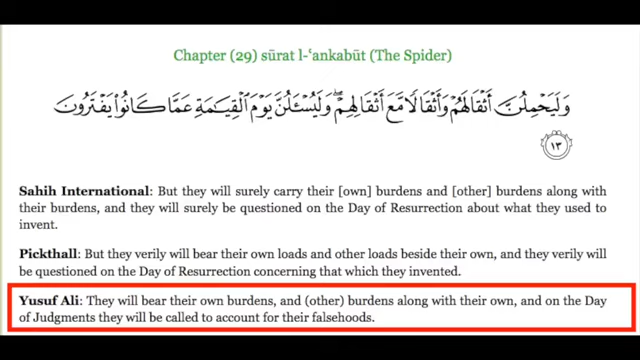 Chapter (29) sūrat l-ʿankabūt (The Spider)
وَلَيَحْمِلُنَّ أَثْقَالَهُمْ وَأَثْقَالًا مَّعَ أَثْقَالِهِمْ ۖ وَلَيُسْـَٔلُنَّ يَوْمَ ٱلْقِيَـٰمَةِ عَمَّا كَانُوا۟ يَفْتَرُونَ
١٣
Sahih International: But they will surely carry their [own] burdens and [other] burdens along with
their burdens, and they will surely be questioned on the Day of Resurrection about what they used to
invent.
Pickthall: But they verily will bear their own loads and other loads beside their own, and they verily will
be questioned on the Day of Resurrection concerning that which they invented.
Yusuf Ali: They will bear their own burdens, and (other) burdens along with their own, and on the Day
of Judgments they will be called to account for their falsehoods.